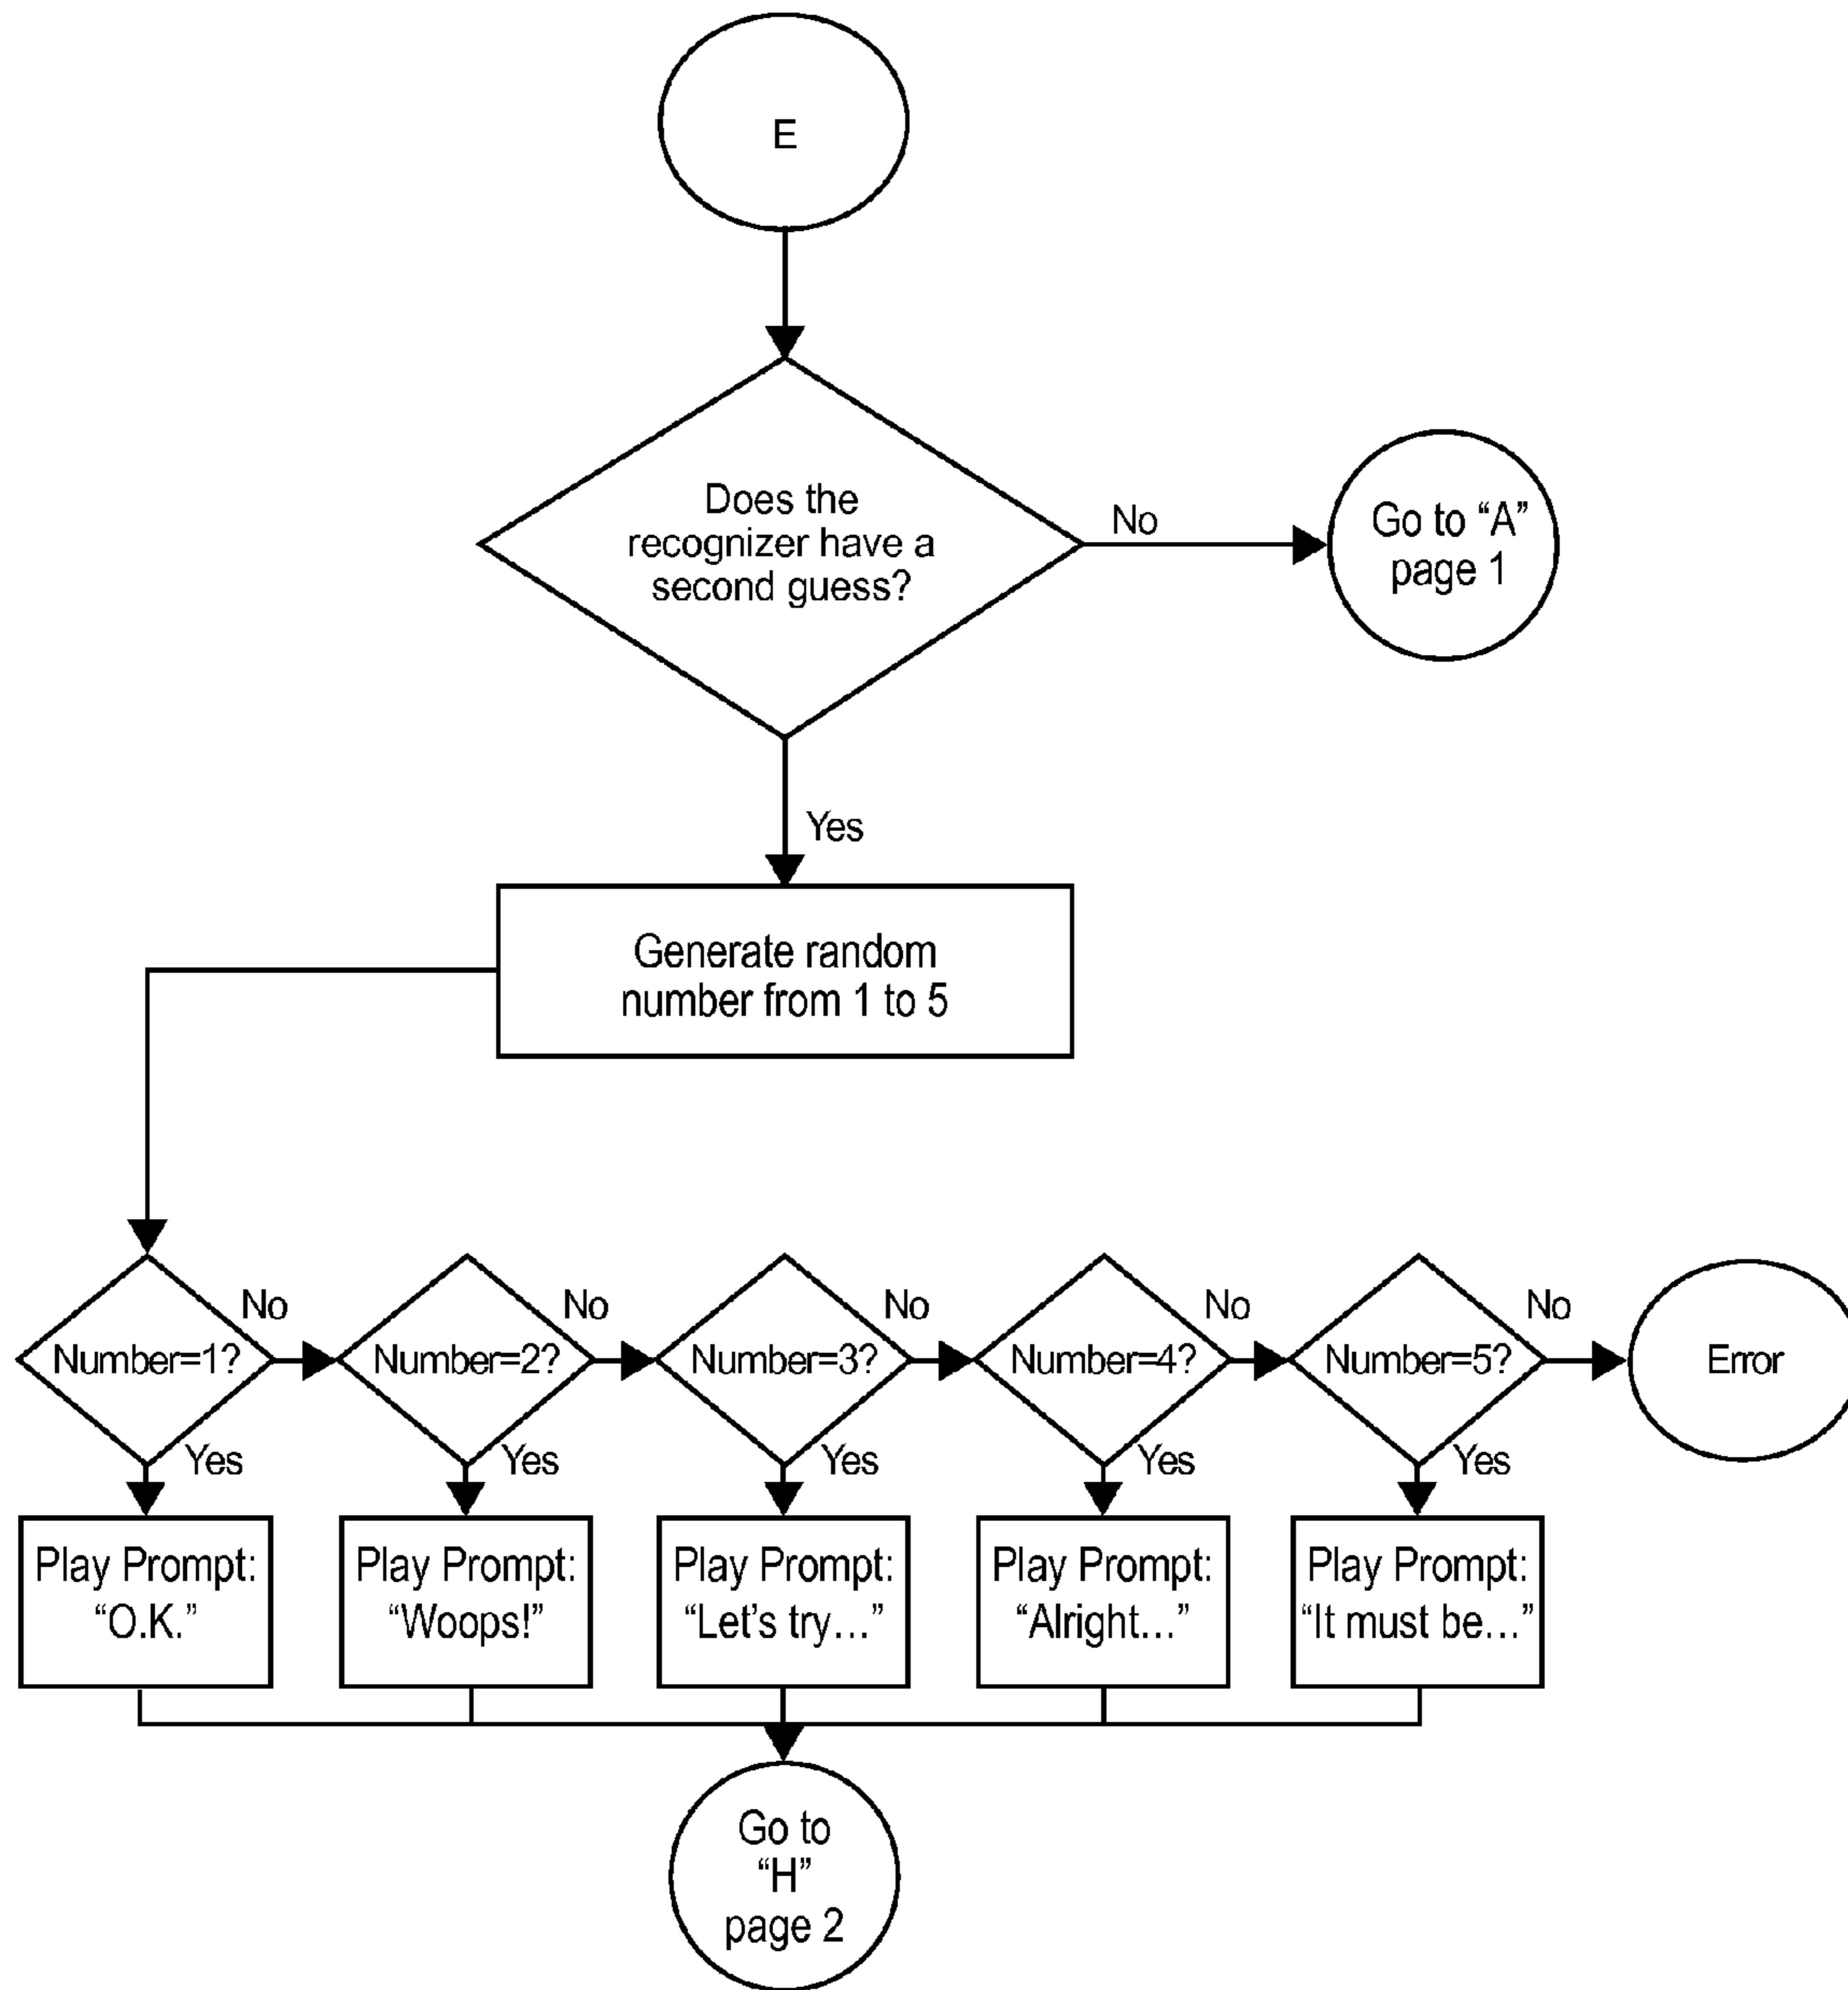 E
Does the
recognizer have a
second guess?
No
Go to “A”
page 1
Yes
Generate random
number from 1 to 5
Number=1?
No
Number=2?
No
Number=3?
No
Number=4?
No
Number=5?
No
Error
Yes
Yes
Yes
Yes
Yes
Play Prompt:
“O.K.”
Play Prompt:
“Woops!”
Play Prompt:
“Let’s try…”
Play Prompt:
“Alright…”
Play Prompt:
“It must be…”
Go to
“H”
page 2